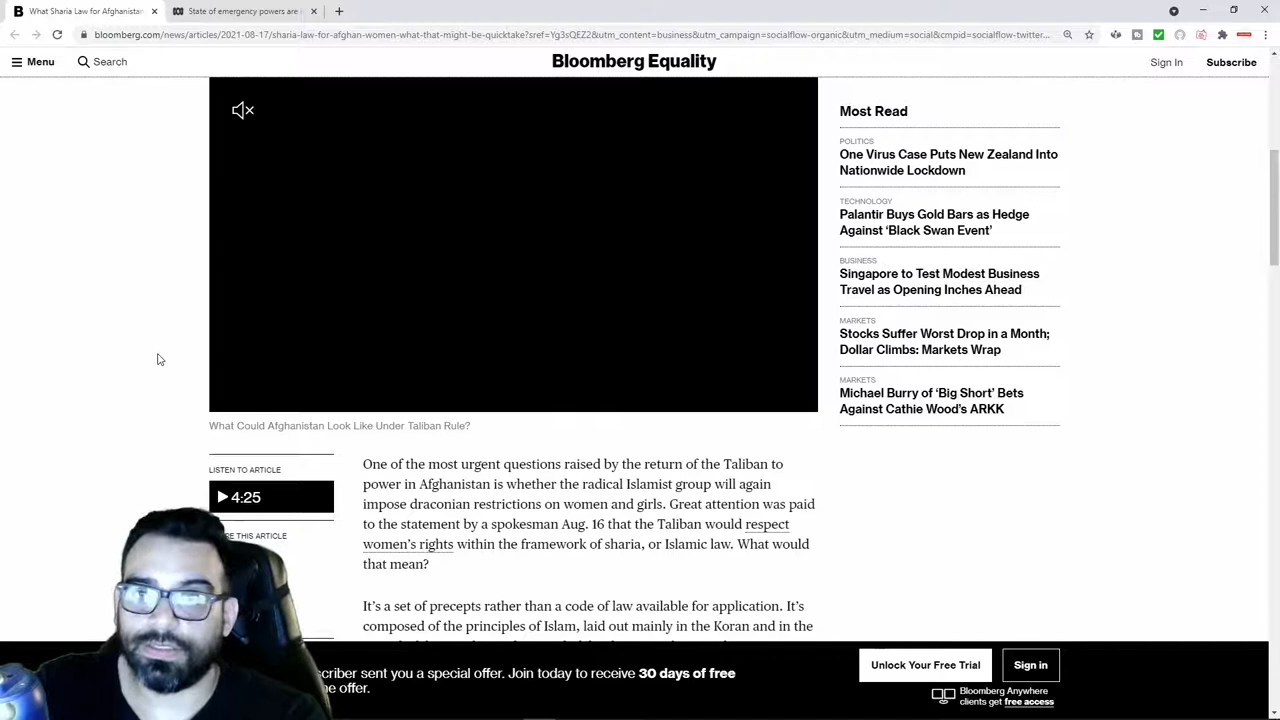 What Sharia Law for Afghanistan
State of emergency powers are
bloomberg.com/news/articles/2021-08-17/sharia-law-for-afghan-women-what-that-might-be-quicktake?sref=Yg3sQEZ2&utm_content=business&utm_campaign=socialflow-organic&utm_medium=social&cmpid=socialflow-twitter...
Menu
Search
Bloomberg Equality
Sign In
Subscribe
Most Read
POLITICS
One Virus Case Puts New Zealand Into
Nationwide Lockdown
TECHNOLOGY
Palantir Buys Gold Bars as Hedge
Against ‘Black Swan Event’
BUSINESS
Singapore to Test Modest Business
Travel as Opening Inches Ahead
MARKETS
Stocks Suffer Worst Drop in a Month;
Dollar Climbs: Markets Wrap
MARKETS
Michael Burry of ‘Big Short’ Bets
Against Cathie Wood’s ARKK
What Could Afghanistan Look Like Under Taliban Rule?
LISTEN TO ARTICLE
4:25
RE THIS ARTICLE
One of the most urgent questions raised by the return of the Taliban to
power in Afghanistan is whether the radical Islamist group will again
impose draconian restrictions on women and girls. Great attention was paid
to the statement by a spokesman Aug. 16 that the Taliban would respect
women’s rights within the framework of sharia, or Islamic law. What would
that mean?
It’s a set of precepts rather than a code of law available for application. It’s
composed of the principles of Islam, laid out mainly in the Koran and in the
criber sent you a special offer. Join today to receive 30 days of free
e offer.
Unlock Your Free Trial
Sign in
Bloomberg Anywhere
clients get free access